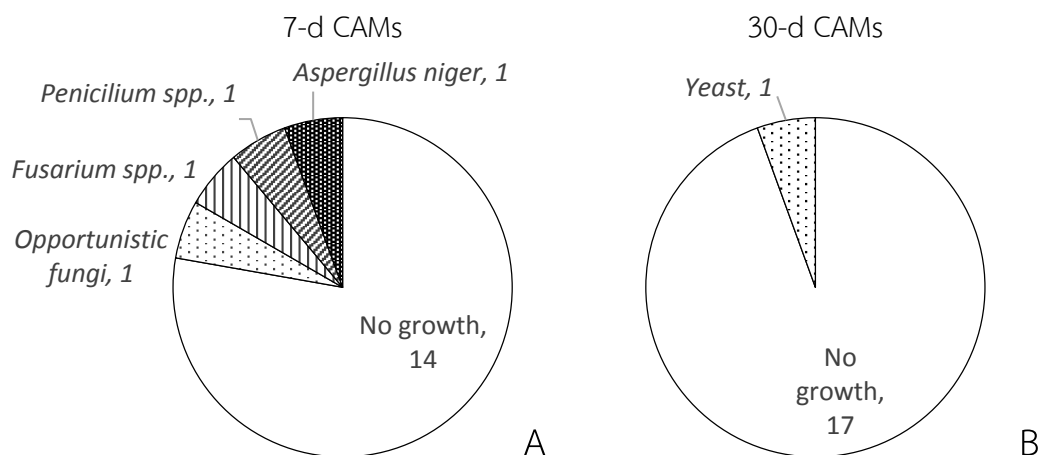 7-d CAMs
Aspergillus niger, 1
Penicilium spp., 1
Fusarium spp., 1
Opportunistic
fungi, 1
No growth,
14
A
30-d CAMs
Yeast, 1
No
growth,
17
B